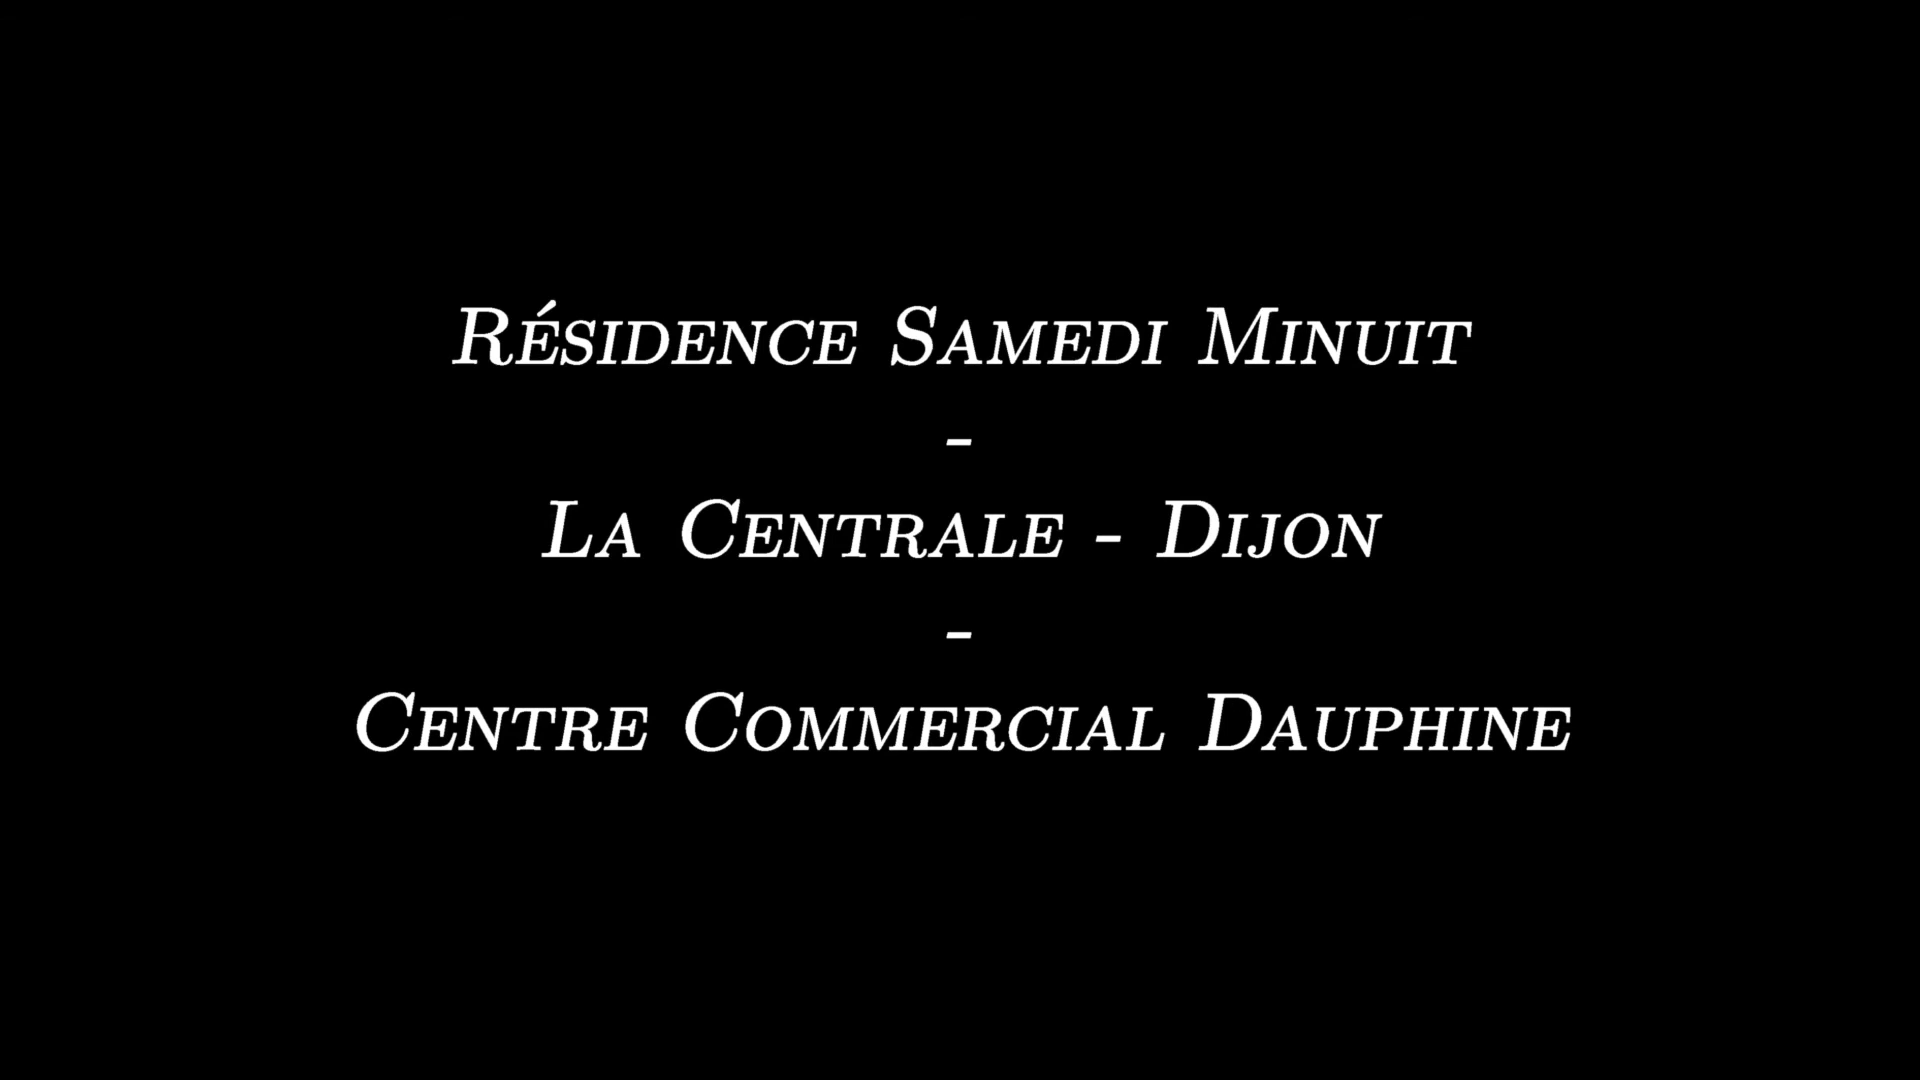 Résidence Samedi Minuit
-
La Centrale - Dijon
-
Centre Commercial Dauphine